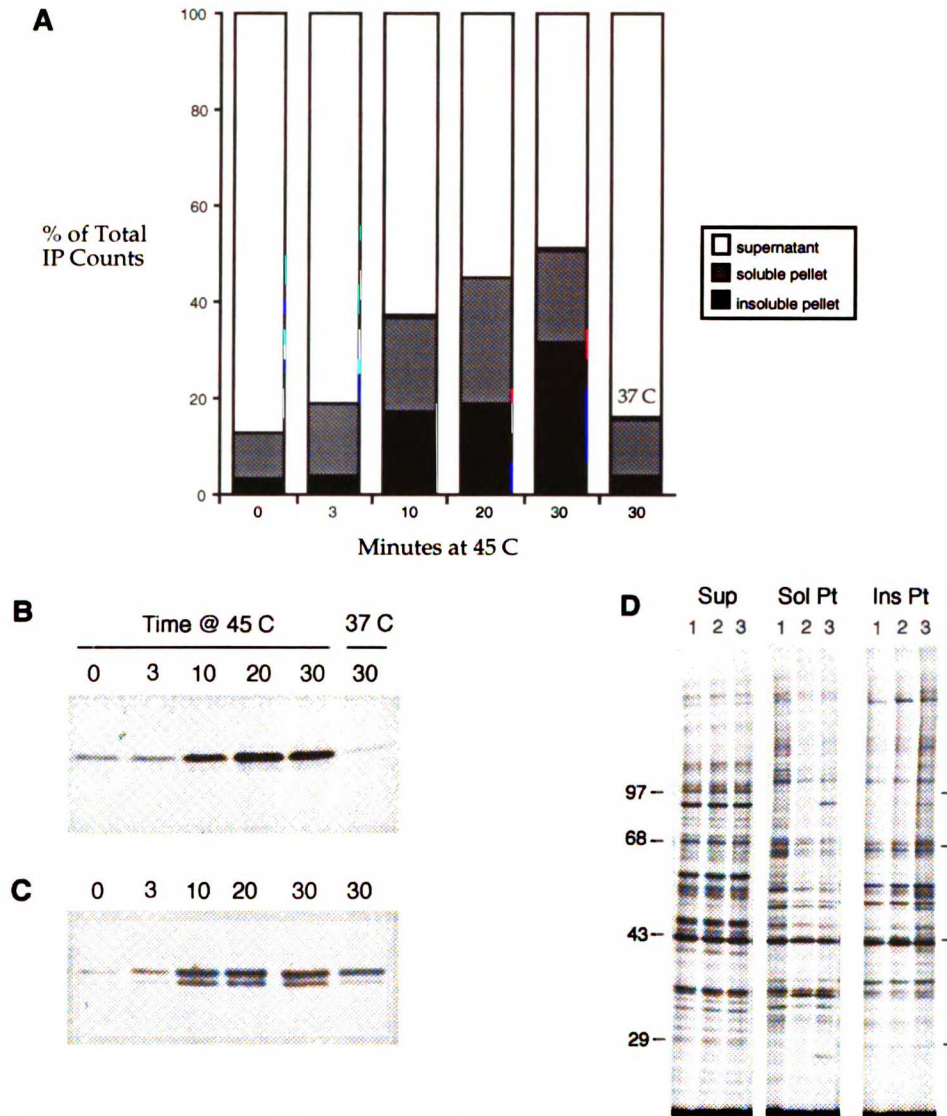 A
100
80
60
40
20
0
% of Total
IP Counts
37 C
0 3 10 20 30 30
Minutes at 45 C
supernatant
soluble pellet
insoluble pellet
B
Time @ 45 C 37 C
0 3 10 20 30 30
C
0 3 10 20 30 30
D
Sup Sol Pt Ins Pt
1 2 3 1 2 3 1 2 3
97
68
43
29